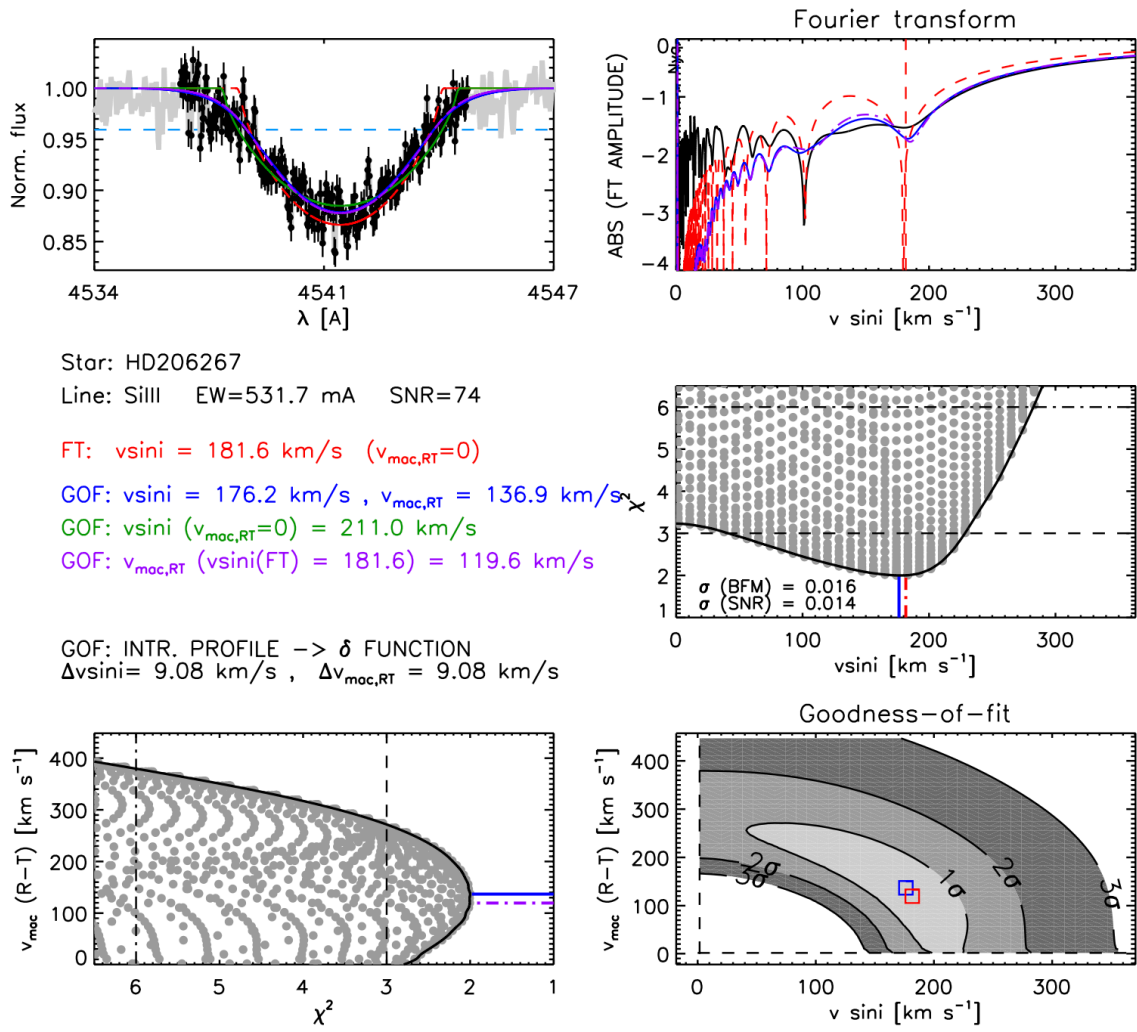 Norm. flux
1.00
0.95
0.90
0.85
4534
4541
4547
λ [A]
Fourier transform
ABS (FT AMPLITUDE)
0
-1
-2
-3
-4
Nyq
0
100
200
300
v sini [km s⁻¹]
Star: HD206267
Line: SiIII EW=531.7 mA SNR=74
FT: vsini = 181.6 km/s (v_mac,RT=0)
GOF: vsini = 176.2 km/s , v_mac,RT = 136.9 km/s
GOF: vsini (v_mac,RT=0) = 211.0 km/s
GOF: v_mac,RT (vsini(FT) = 181.6) = 119.6 km/s
GOF: INTR. PROFILE -> δ FUNCTION
Δvsini= 9.08 km/s , Δv_mac,RT = 9.08 km/s
χ²
6
5
4
3
2
1
σ (BFM) = 0.016
σ (SNR) = 0.014
0
100
200
300
vsini [km s⁻¹]
v_mac (R-T) [km s⁻¹]
400
300
200
100
0
6
5
4
3
2
1
χ²
Goodness-of-fit
v_mac (R-T) [km s⁻¹]
400
300
200
100
0
2σ
3σ
1σ
2σ
3σ
0
100
200
300
v sini [km s⁻¹]